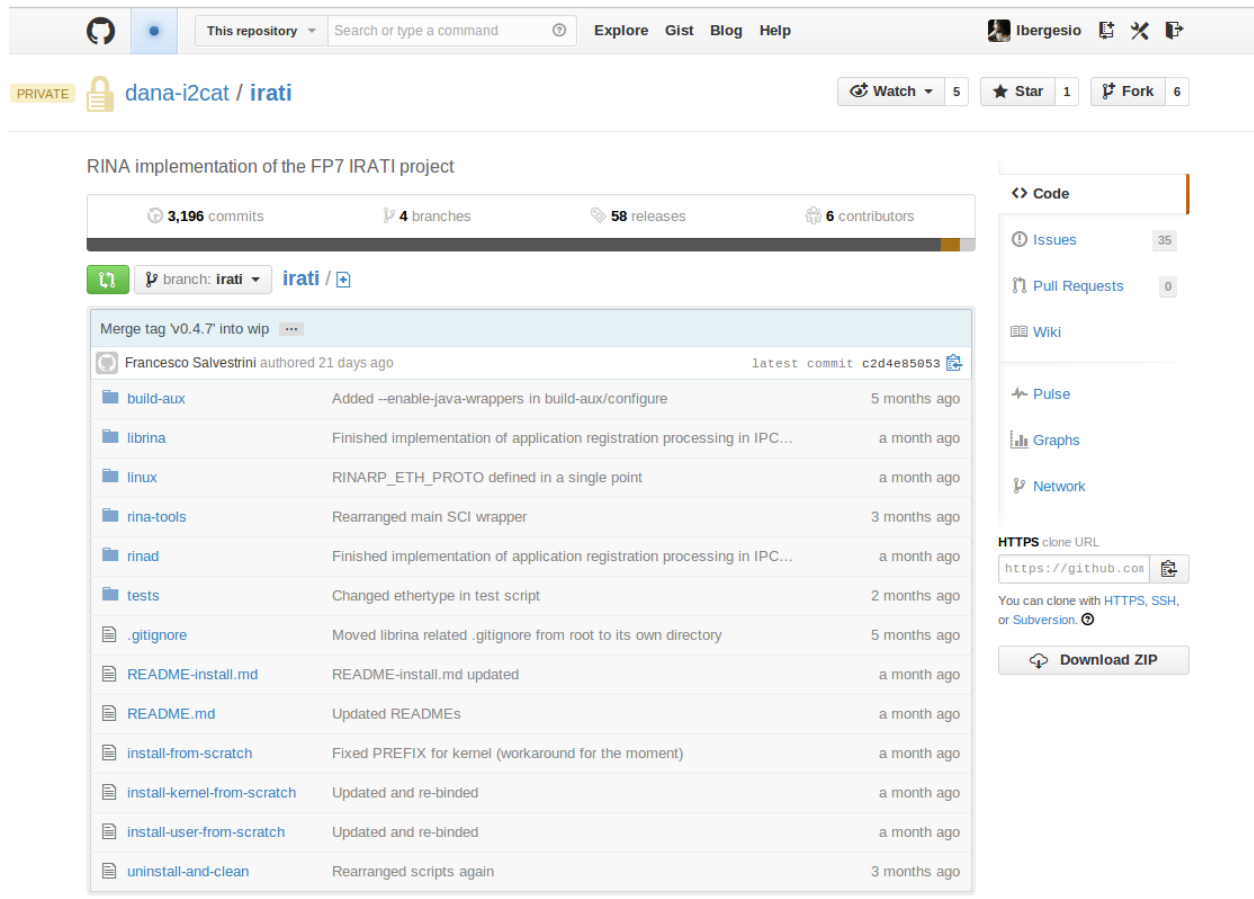 This repository Search or type a command Explore Gist Blog Help lbergesio
PRIVATE dana-i2cat / irati Watch 5 Star 1 Fork 6
RINA implementation of the FP7 IRATI project
3,196 commits 4 branches 58 releases 6 contributors
branch: irati irati /
Merge tag 'v0.4.7' into wip ...
Francesco Salvestrini authored 21 days ago latest commit c2d4e85053
build-aux Added --enable-java-wrappers in build-aux/configure 5 months ago
librina Finished implementation of application registration processing in IPC... a month ago
linux RINARP_ETH_PROTO defined in a single point a month ago
rina-tools Rearranged main SCI wrapper 3 months ago
rinad Finished implementation of application registration processing in IPC... a month ago
tests Changed ethertype in test script 2 months ago
.gitignore Moved librina related .gitignore from root to its own directory 5 months ago
README-install.md README-install.md updated a month ago
README.md Updated READMEs a month ago
install-from-scratch Fixed PREFIX for kernel (workaround for the moment) a month ago
install-kernel-from-scratch Updated and re-binded a month ago
install-user-from-scratch Updated and re-binded a month ago
uninstall-and-clean Rearranged scripts again 3 months ago
Code
Issues 35
Pull Requests 0
Wiki
Pulse
Graphs
Network
HTTPS clone URL
https://github.com
You can clone with HTTPS, SSH,
or Subversion.
Download ZIP